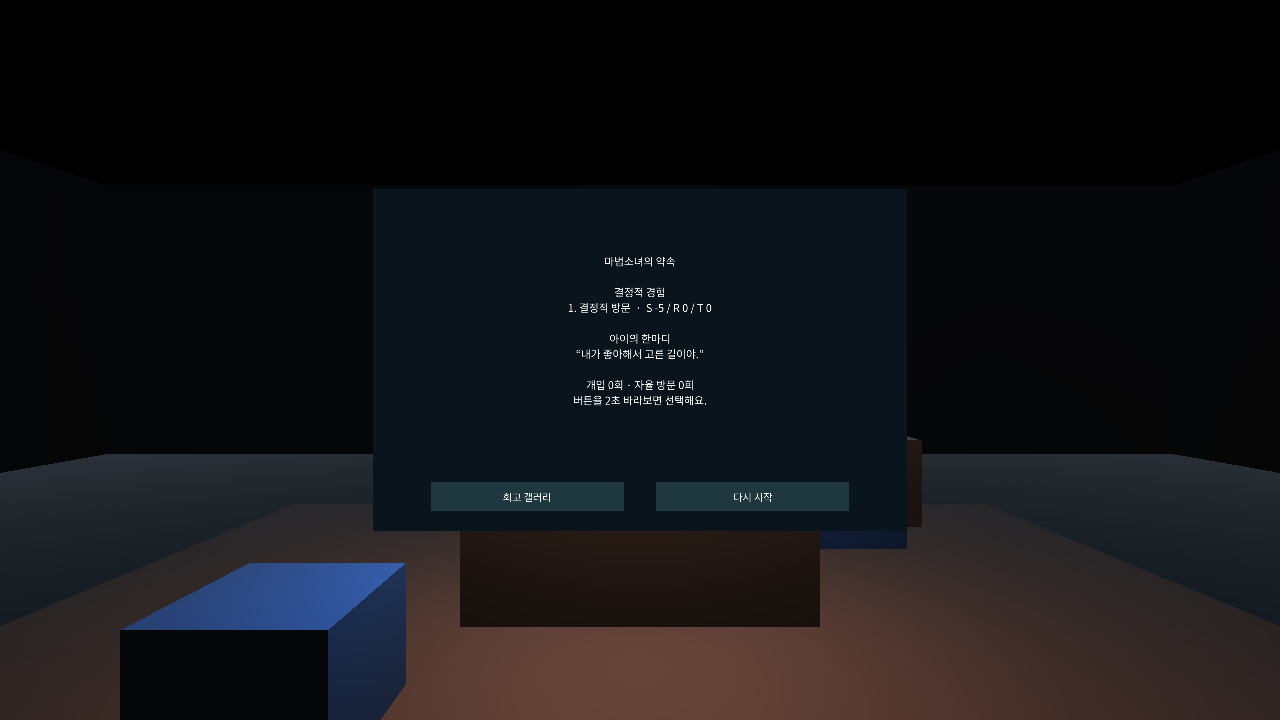 마법소녀의 약속
결정적 경험
1. 결정적 방문 · S -5 / R 0 / T 0
아이의 한마디
“내가 좋아해서 고른 길이야.”
개입 0회 · 자율 방문 0회
버튼을 2초 바라보면 선택해요.
회고 갤러리
다시 시작